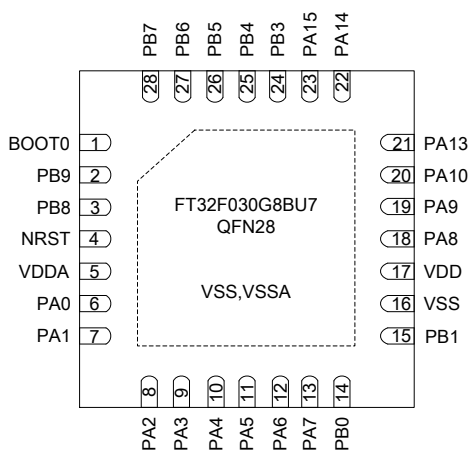 PB7
PB6
PB5
PB4
PB3
PA15
PA14
28
27
26
25
24
23
22
BOOT0 1
PB9 2
PB8 3
NRST 4
VDDA 5
PA0 6
PA1 7
FT32F030G8BU7
QFN28
VSS,VSSA
21 PA13
20 PA10
19 PA9
18 PA8
17 VDD
16 VSS
15 PB1
8
9
10
11
12
13
14
PA2
PA3
PA4
PA5
PA6
PA7
PB0